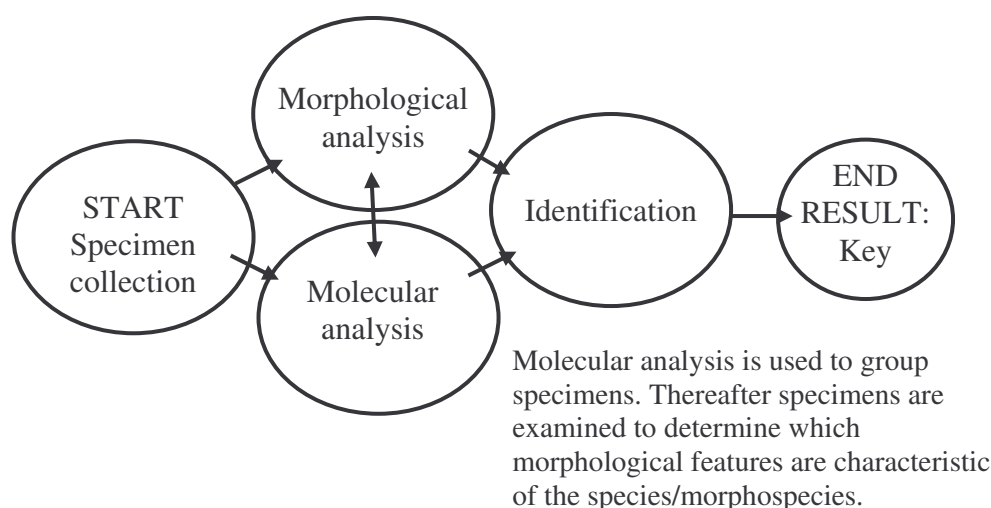 START
Specimen
collection
Morphological
analysis
Molecular
analysis
Identification
END
RESULT:
Key
Molecular analysis is used to group
specimens. Thereafter specimens are
examined to determine which
morphological features are characteristic
of the species/morphospecies.